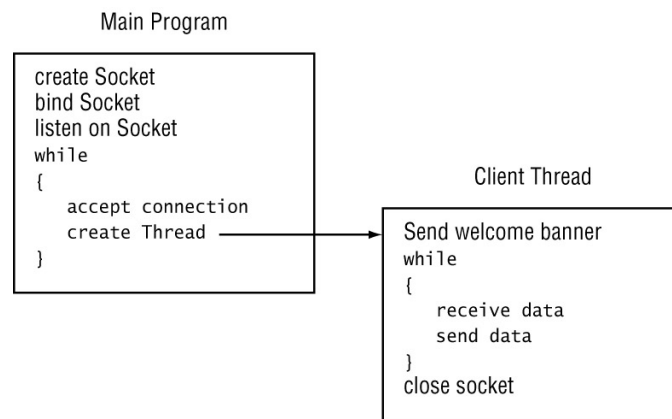 Main Program
create Socket
bind Socket
listen on Socket
while
{
accept connection
create Thread
}
Client Thread
Send welcome banner
while
{
receive data
send data
}
close socket